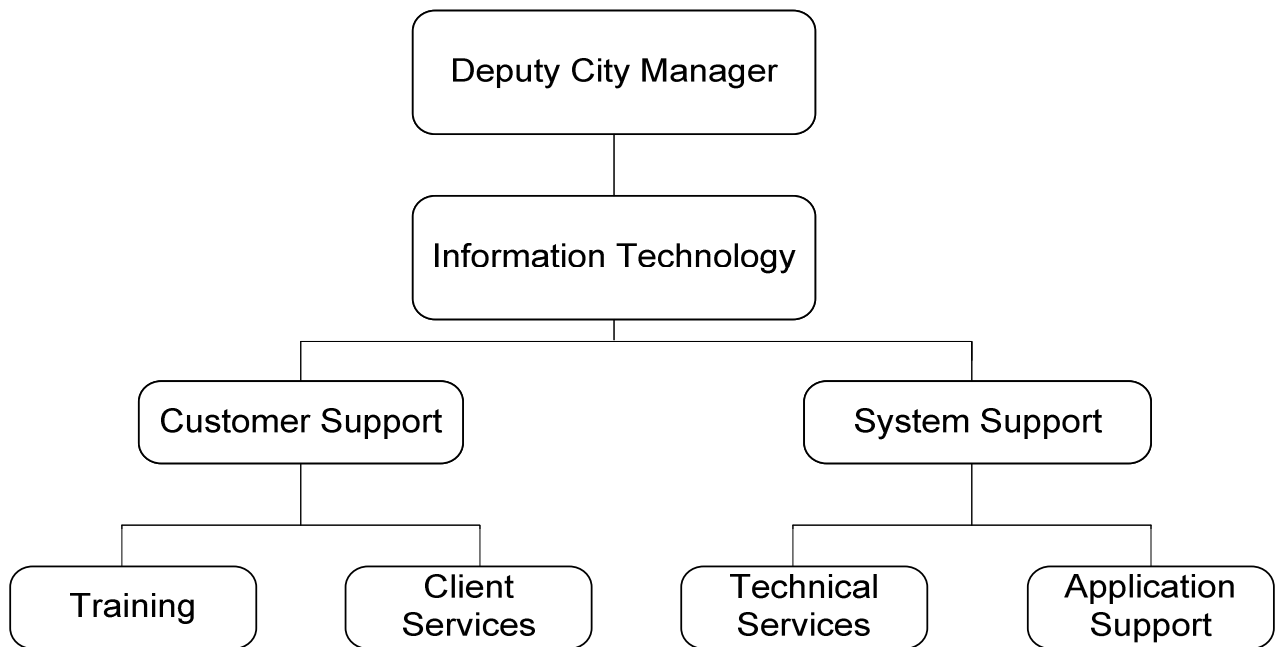 Deputy City Manager
Information Technology
Customer Support
System Support
Training
Client
Services
Technical
Services
Application
Support